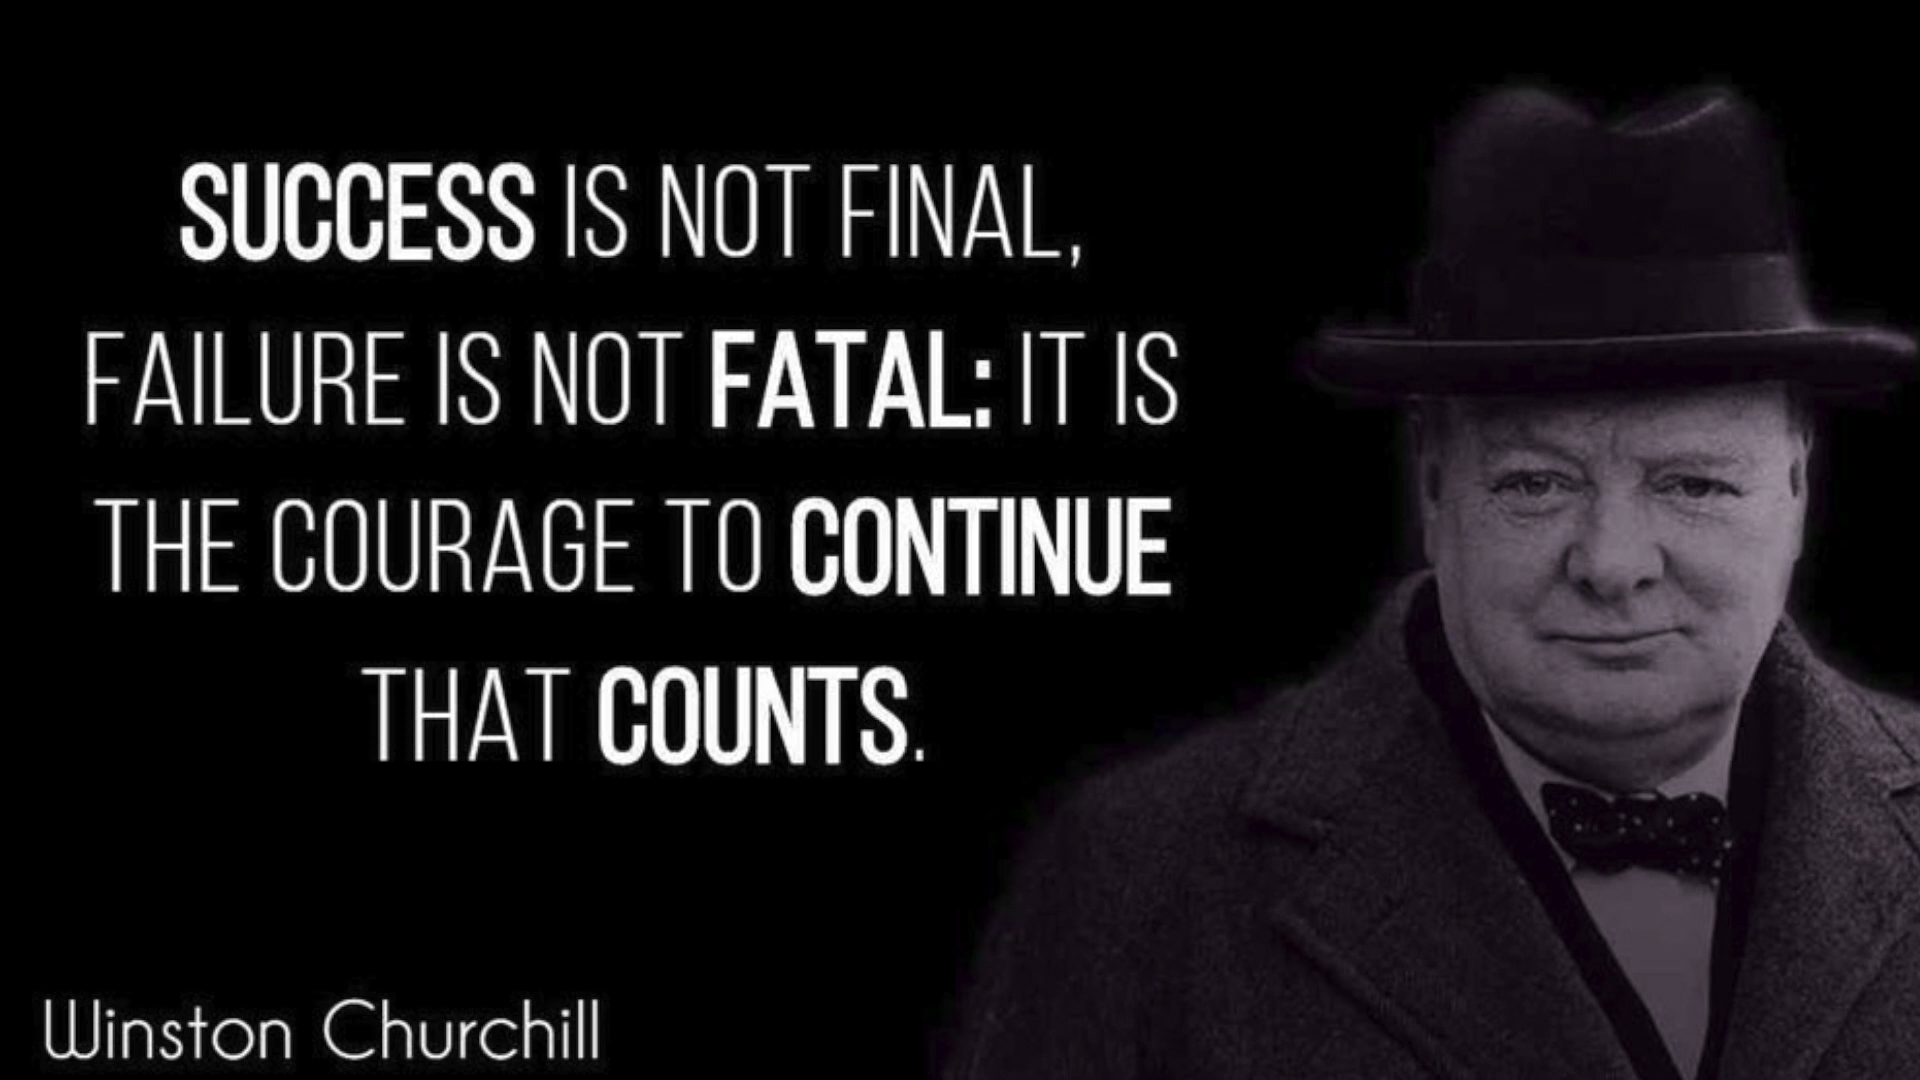 SUCCESS IS NOT FINAL,
FAILURE IS NOT FATAL: IT IS
THE COURAGE TO CONTINUE
THAT COUNTS.
Winston Churchill